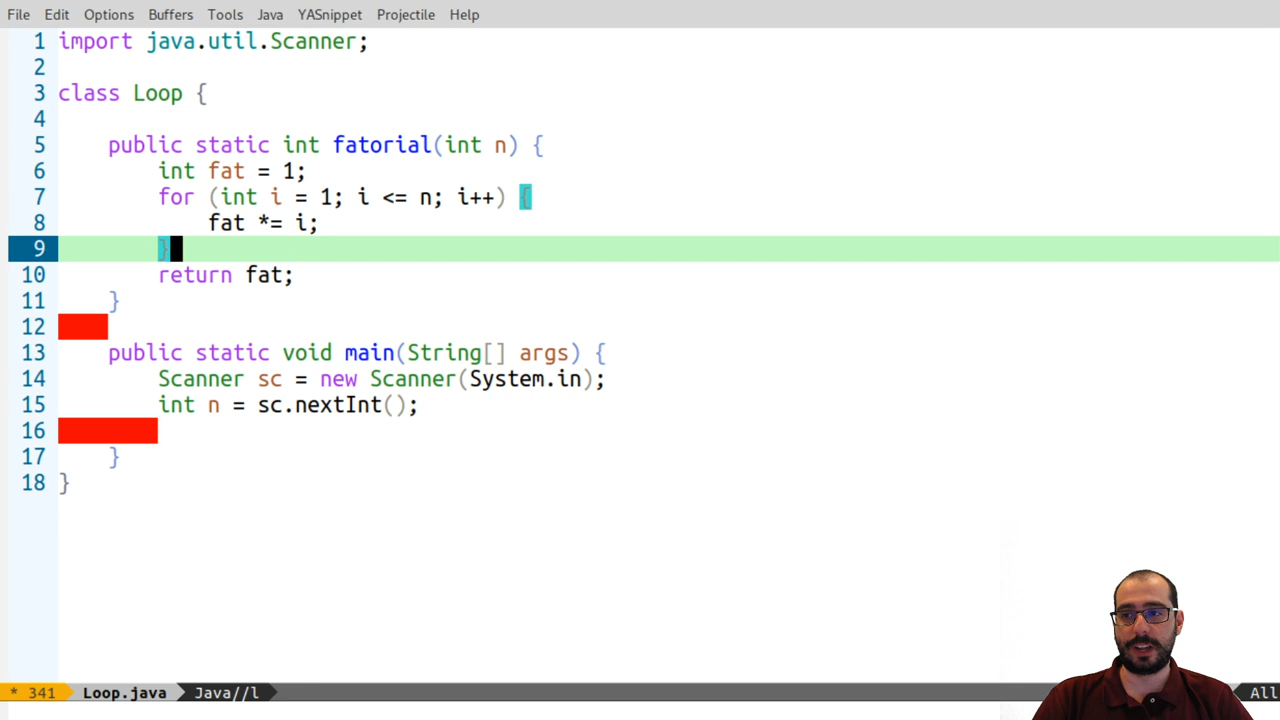 File Edit Options Buffers Tools Java YASnippet Projectile Help
1 import java.util.Scanner;
2
3 class Loop {
4
5 public static int fatorial(int n) {
6 int fat = 1;
7 for (int i = 1; i <= n; i++) {
8 fat *= i;
9 }
10 return fat;
11 }
12
13 public static void main(String[] args) {
14 Scanner sc = new Scanner(System.in);
15 int n = sc.nextInt();
16
17 }
18 }
* 341 Loop.java Java//l All